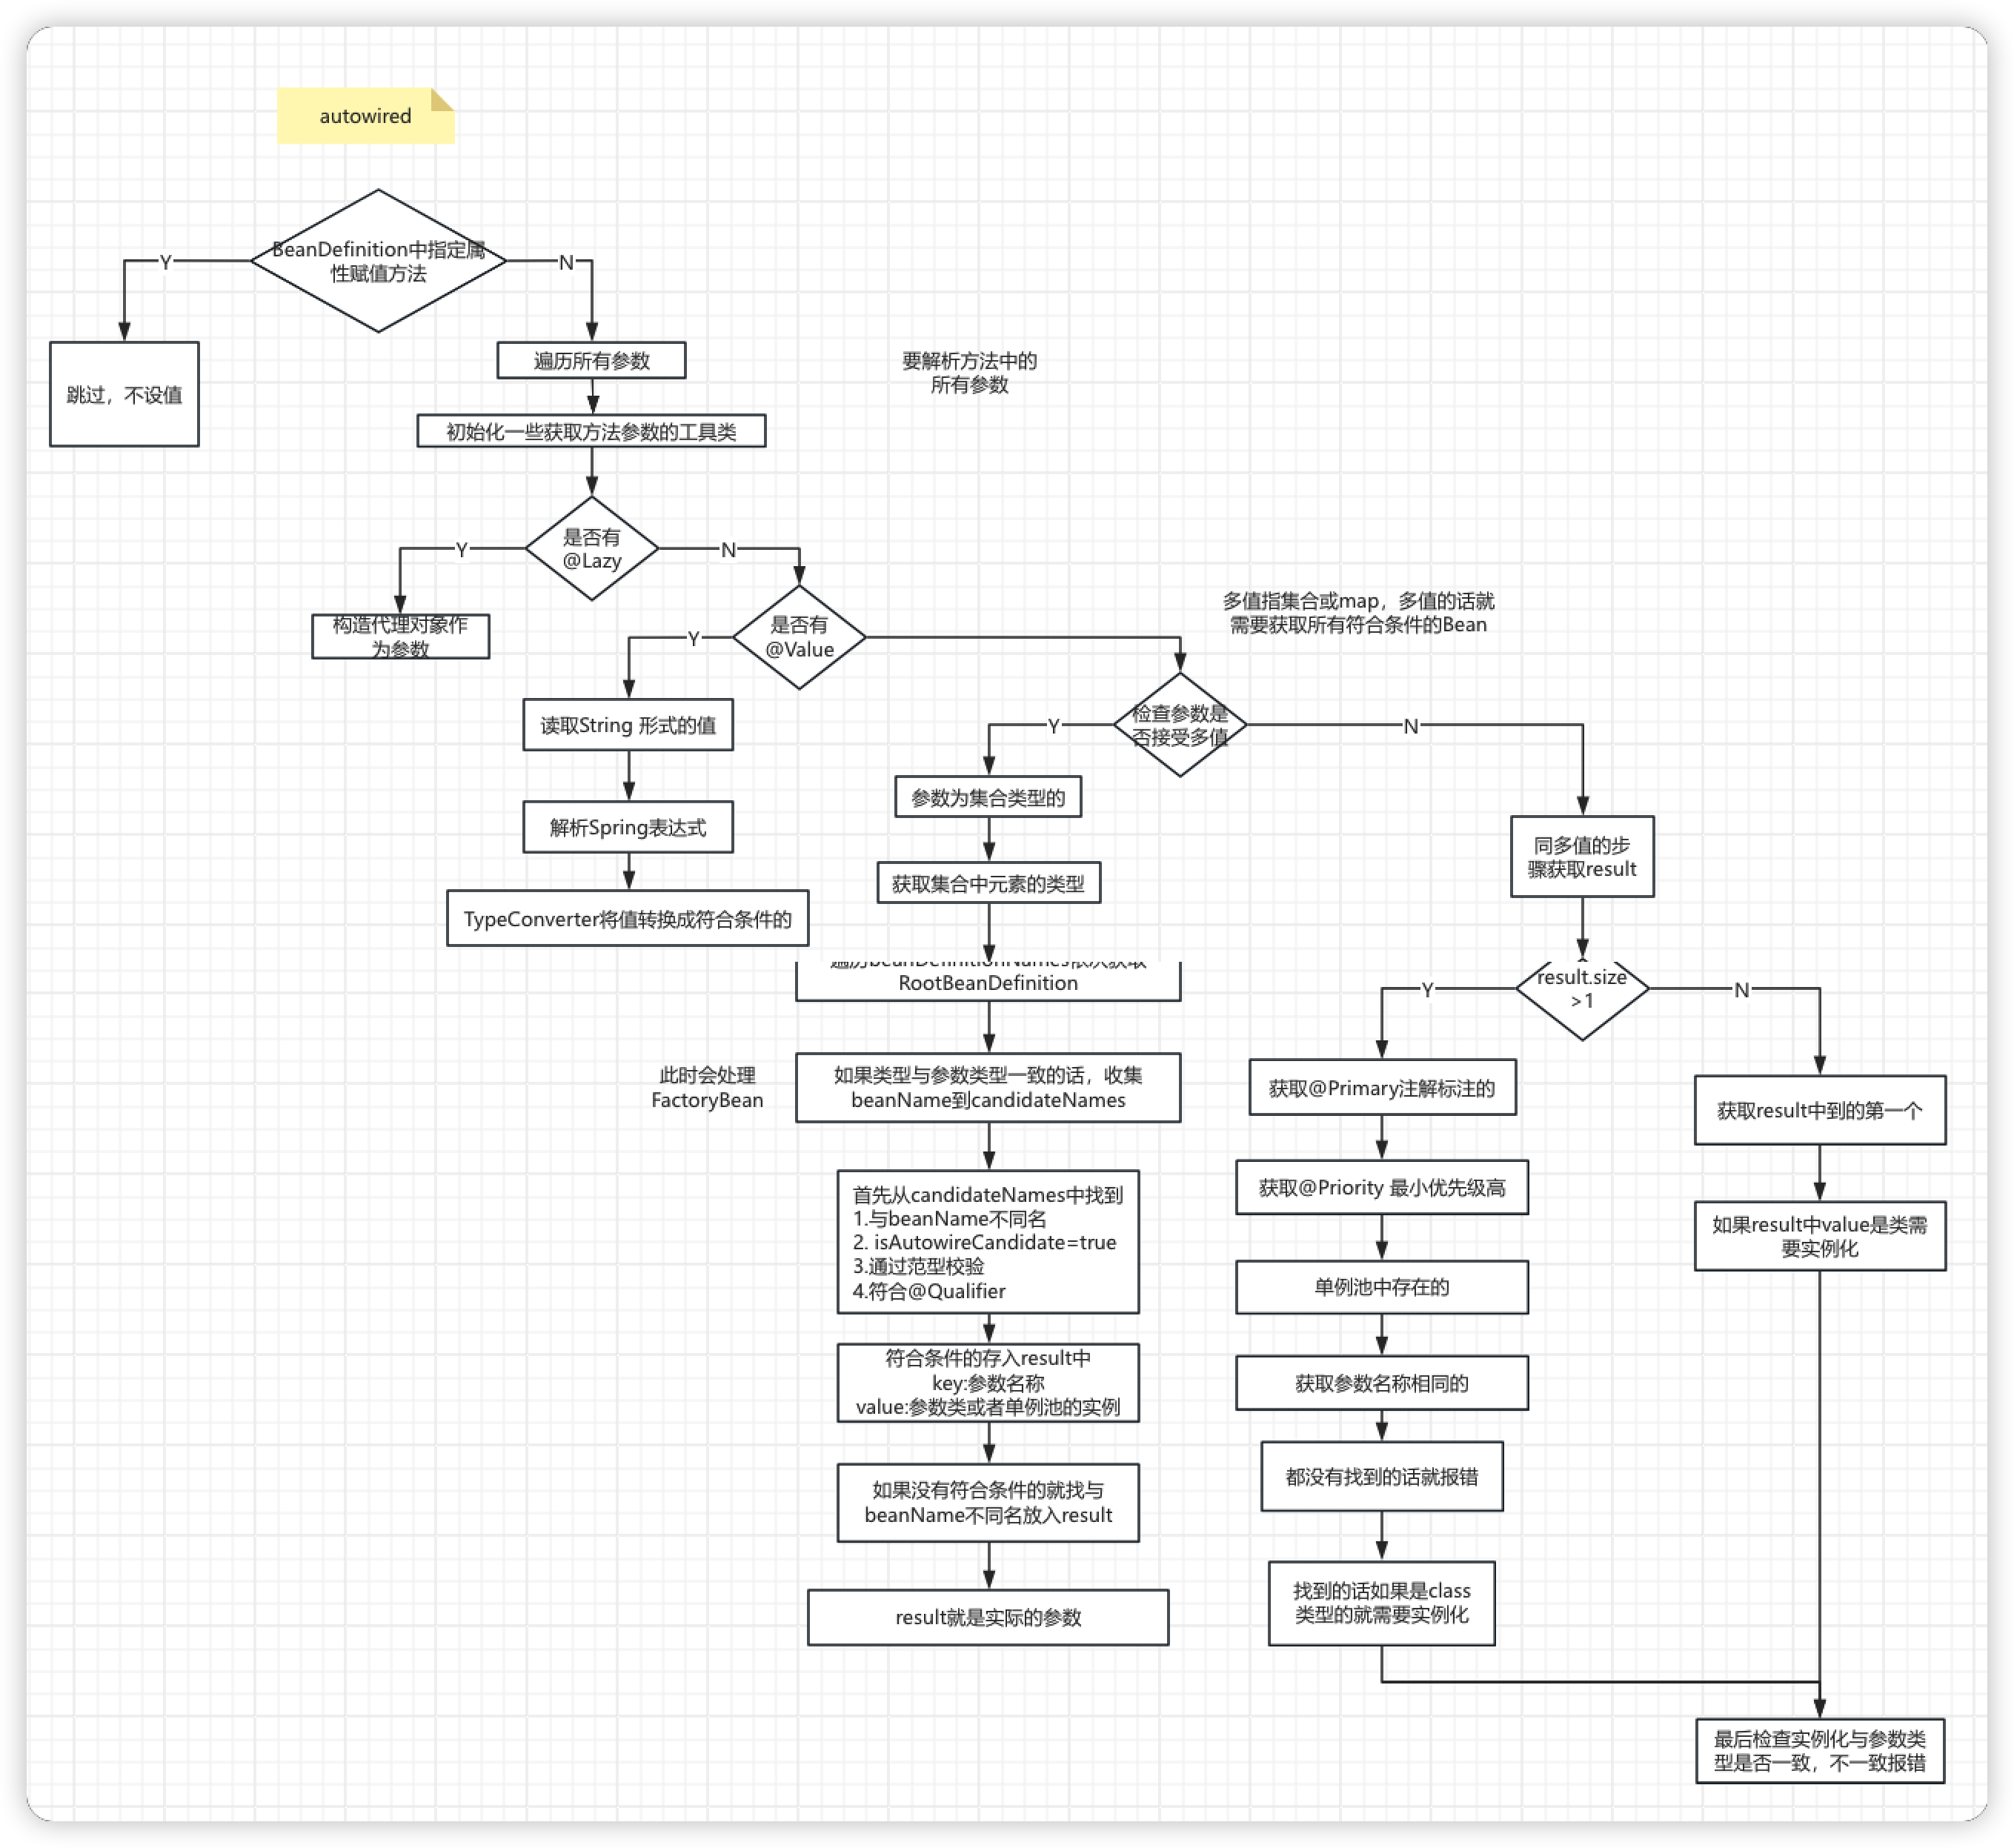 autowired
BeanDefinition中指定属
性赋值方法
Y
N
跳过，不设值
遍历所有参数
要解析方法中的
所有参数
初始化一些获取方法参数的工具类
是否有
@Lazy
Y
N
构造代理对象作
为参数
是否有
@Value
Y
多值指集合或map，多值的话就
需要获取所有符合条件的Bean
读取String 形式的值
解析Spring表达式
TypeConverter将值转换成符合条件的
检查参数是
否接受多值
Y
N
参数为集合类型的
获取集合中元素的类型
遍历beanDefinitionNames依次获取
RootBeanDefinition
此时会处理
FactoryBean
如果类型与参数类型一致的话，收集
beanName到candidateNames
首先从candidateNames中找到
1.与beanName不同名
2. isAutowireCandidate=true
3.通过范型校验
4.符合@Qualifier
符合条件的存入result中
key:参数名称
value:参数类或者单例池的实例
如果没有符合条件的就找与
beanName不同名放入result
result就是实际的参数
同多值的步
骤获取result
result.size
>1
Y
N
获取@Primary注解标注的
获取@Priority 最小优先级高
单例池中存在的
获取参数名称相同的
都没有找到的话就报错
找到的话如果是class
类型的就需要实例化
获取result中到的第一个
如果result中value是类需
要实例化
最后检查实例化与参数类
型是否一致，不一致报错